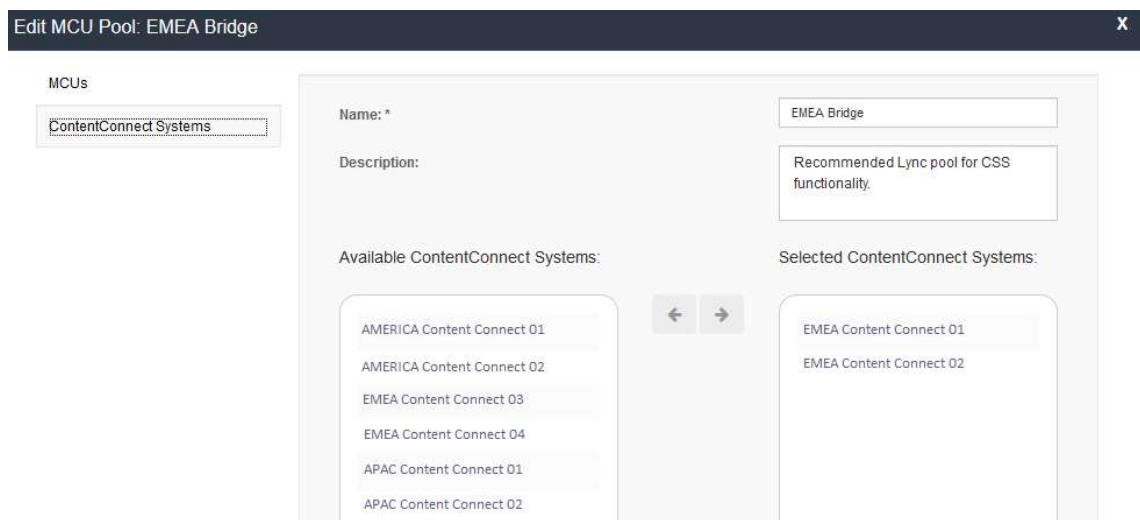 Edit MCU Pool: EMEA Bridge X
MCUs
ContentConnect Systems
Name: * EMEA Bridge
Description: Recommended Lync pool for CSS
functionality.
Available ContentConnect Systems: Selected ContentConnect Systems:
AMERICA Content Connect 01 EMEA Content Connect 01
AMERICA Content Connect 02 EMEA Content Connect 02
EMEA Content Connect 03
EMEA Content Connect 04
APAC Content Connect 01
APAC Content Connect 02